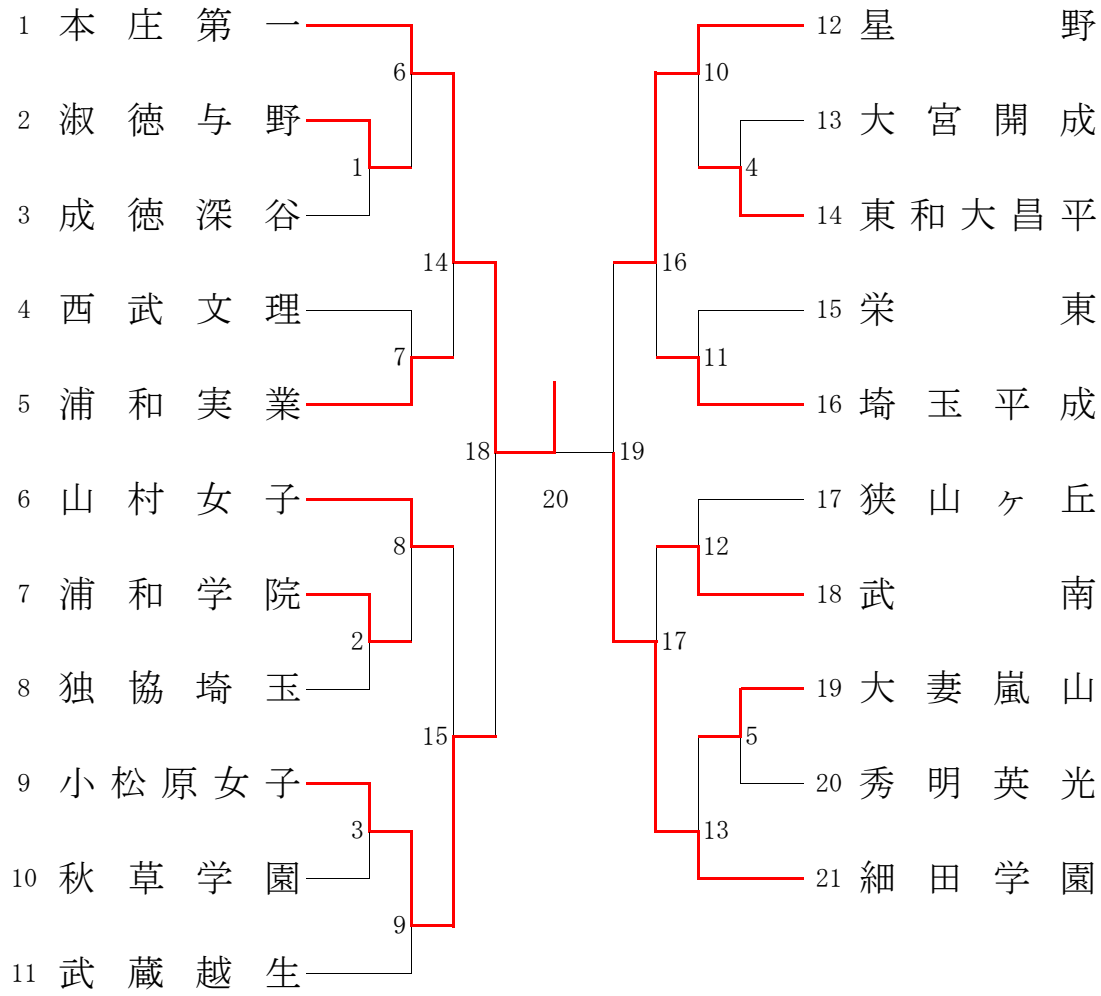 1 本庄第一
2 淑徳与野
3 成徳深谷
4 西武文理
5 浦和実業
6 山村女子
7 浦和学院
8 独協埼玉
9 小松原女子
10 秋草学園
11 武蔵越生
6
1
14
7
18
8
2
15
3
9
20
10
4
16
11
19
12
17
5
13
12 星野
13 大宮開成
14 東和大昌平
15 栄東
16 埼玉平成
17 狭山ヶ丘
18 武南
19 大妻嵐山
20 秀明英光
21 細田学園